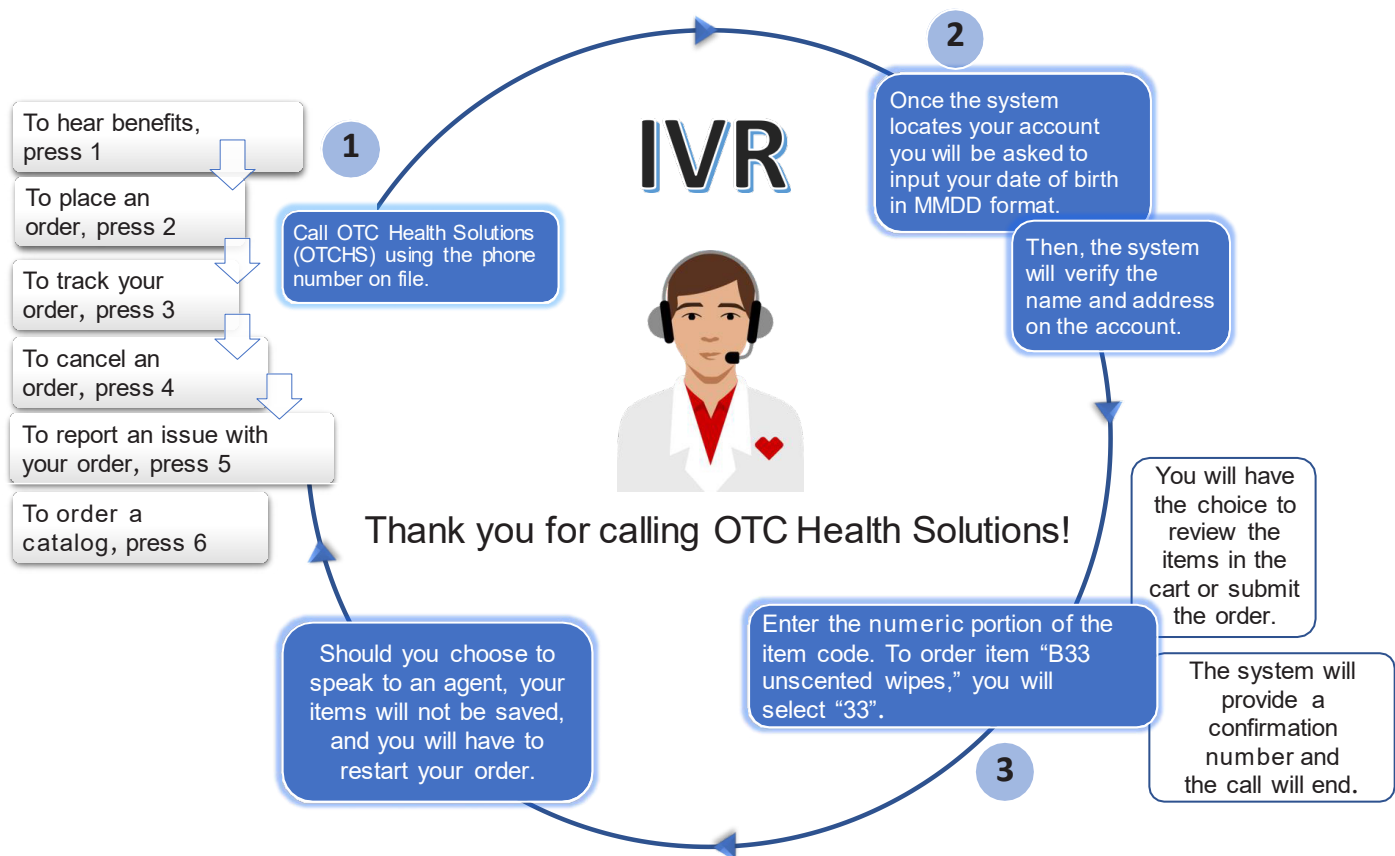 To hear benefits,
press 1
To place an
order, press 2
To track your
order, press 3
To cancel an
order, press 4
To report an issue with
your order, press 5
To order a
catalog, press 6
1
Call OTC Health Solutions
(OTCHS) using the phone
number on file.
IVR
2
Once the system
locates your account
you will be asked to
input your date of birth
in MMDD format.
Then, the system
will verify the
name and address
on the account.
Thank you for calling OTC Health Solutions!
You will have
the choice to
review the
items in the
cart or submit
the order.
Enter the numeric portion of the
item code. To order item “B33
unscented wipes,” you will
select “33”.
The system will
provide a
confirmation
number and
the call will end.
3
Should you choose to
speak to an agent, your
items will not be saved,
and you will have to
restart your order.